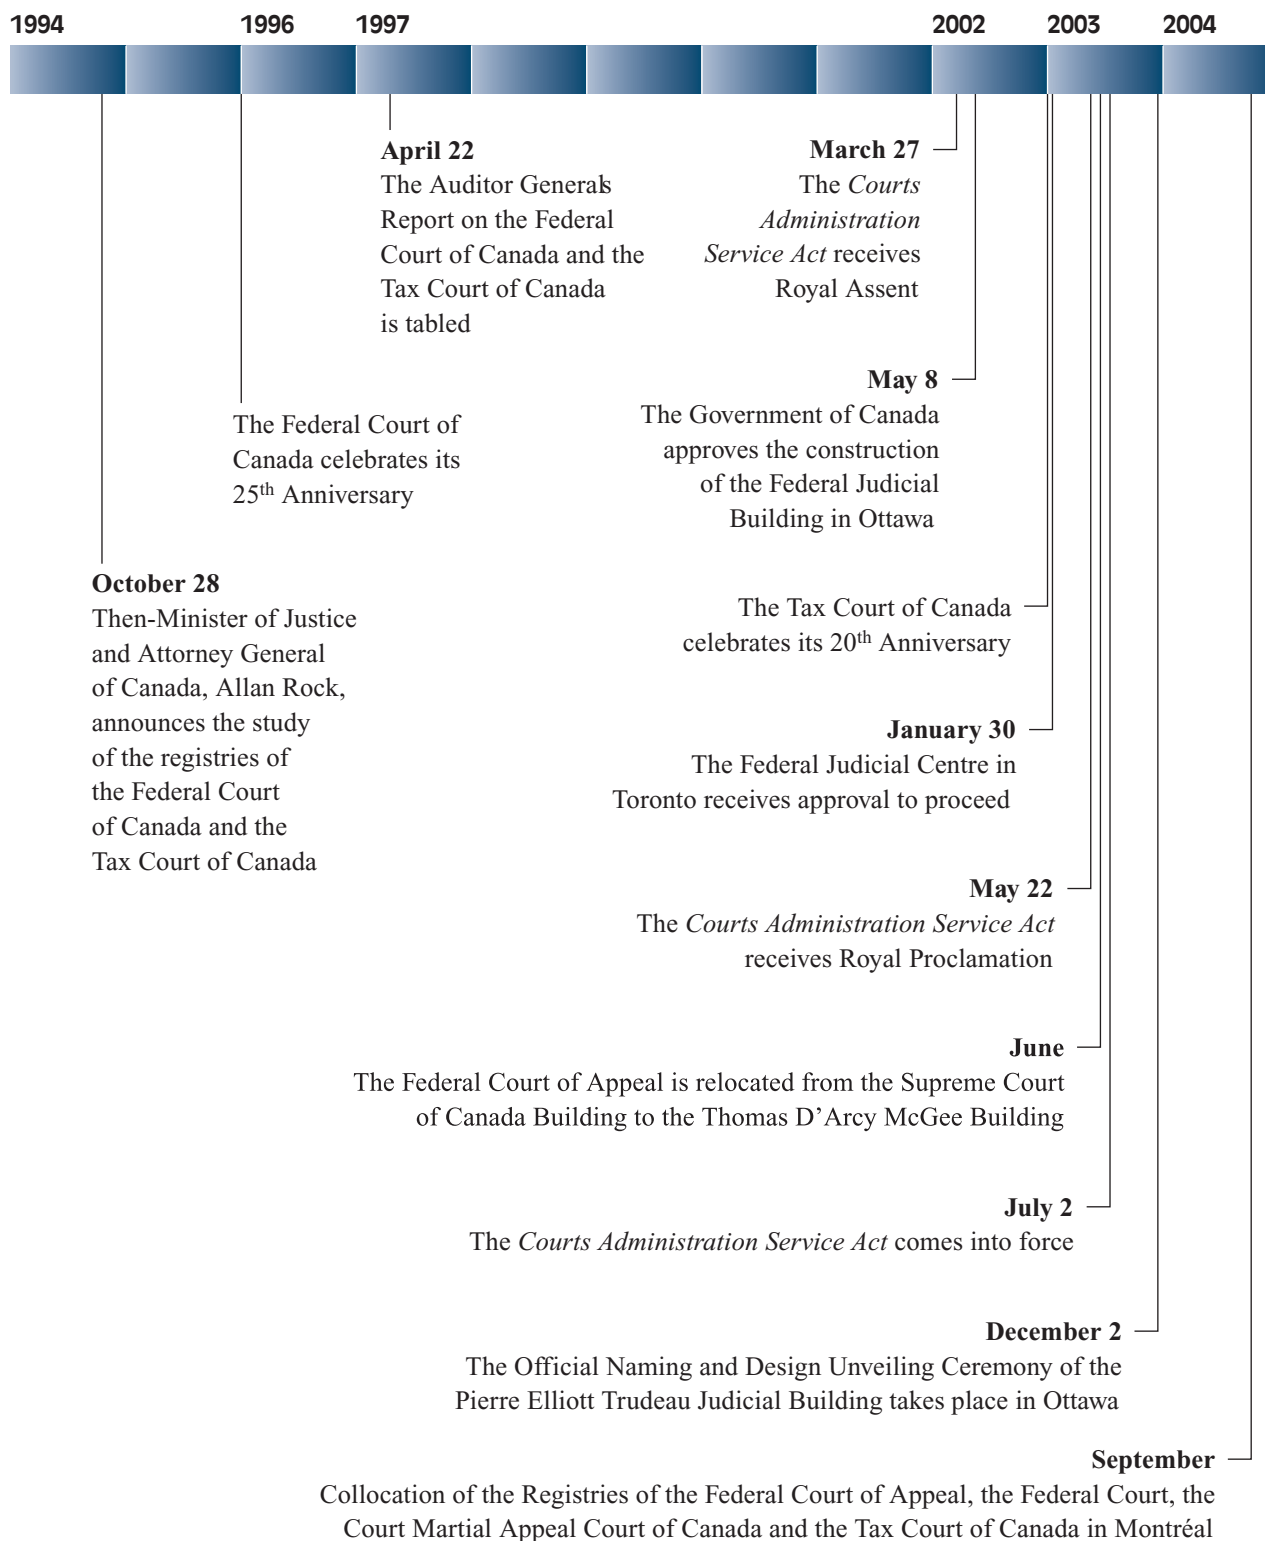 1994 1996 1997 2002 2003 2004
April 22
The Auditor Generals
Report on the Federal
Court of Canada and the
Tax Court of Canada
is tabled
March 27
The Courts
Administration
Service Act receives
Royal Assent
May 8
The Government of Canada
approves the construction
of the Federal Judicial
Building in Ottawa
The Federal Court of
Canada celebrates its
25th Anniversary
October 28
Then-Minister of Justice
and Attorney General
of Canada, Allan Rock,
announces the study
of the registries of
the Federal Court
of Canada and the
Tax Court of Canada
The Tax Court of Canada
celebrates its 20th Anniversary
January 30
The Federal Judicial Centre in
Toronto receives approval to proceed
May 22
The Courts Administration Service Act
receives Royal Proclamation
June
The Federal Court of Appeal is relocated from the Supreme Court
of Canada Building to the Thomas D’Arcy McGee Building
July 2
The Courts Administration Service Act comes into force
December 2
The Official Naming and Design Unveiling Ceremony of the
Pierre Elliott Trudeau Judicial Building takes place in Ottawa
September
Collocation of the Registries of the Federal Court of Appeal, the Federal Court, the
Court Martial Appeal Court of Canada and the Tax Court of Canada in Montréal